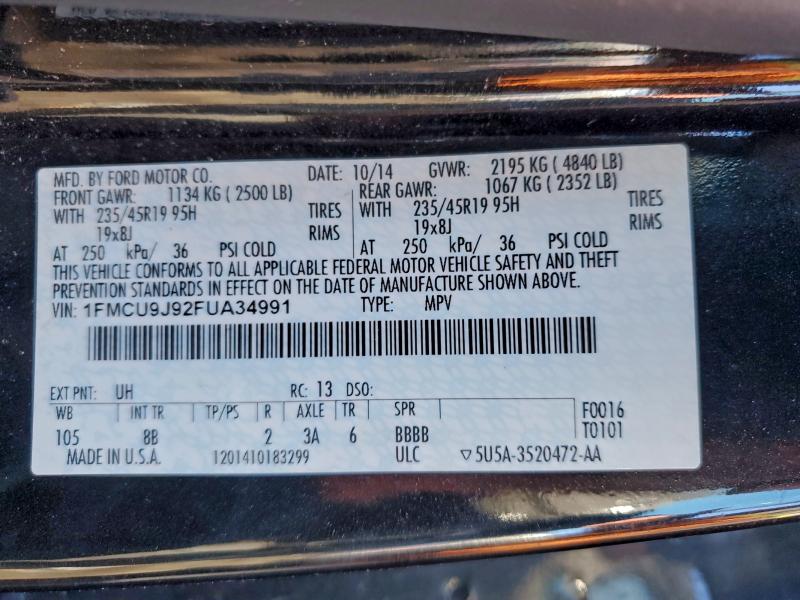 MFD. BY FORD MOTOR CO. DATE: 10/14 GVWR: 2195 KG ( 4840 LB)
FRONT GAWR: 1134 KG ( 2500 LB) REAR GAWR: 1067 KG ( 2352 LB)
WITH 235/45R19 95H TIRES WITH 235/45R19 95H TIRES
19x8J RIMS 19x8J RIMS
AT 250 kPa/ 36 PSI COLD AT 250 kPa/ 36 PSI COLD
THIS VEHICLE CONFORMS TO ALL APPLICABLE FEDERAL MOTOR VEHICLE SAFETY AND THEFT
PREVENTION STANDARDS IN EFFECT ON THE DATE OF MANUFACTURE SHOWN ABOVE.
VIN: 1FMCU9J92FUA34991 TYPE: MPV
EXT PNT: UH RC: 13 DSO:
WB INT TR TP/PS R AXLE TR SPR F0016
105 8B 2 3A 6 BBBB T0101
MADE IN U.S.A. 1201410183299 ULC ▽5U5A-3520472-AA